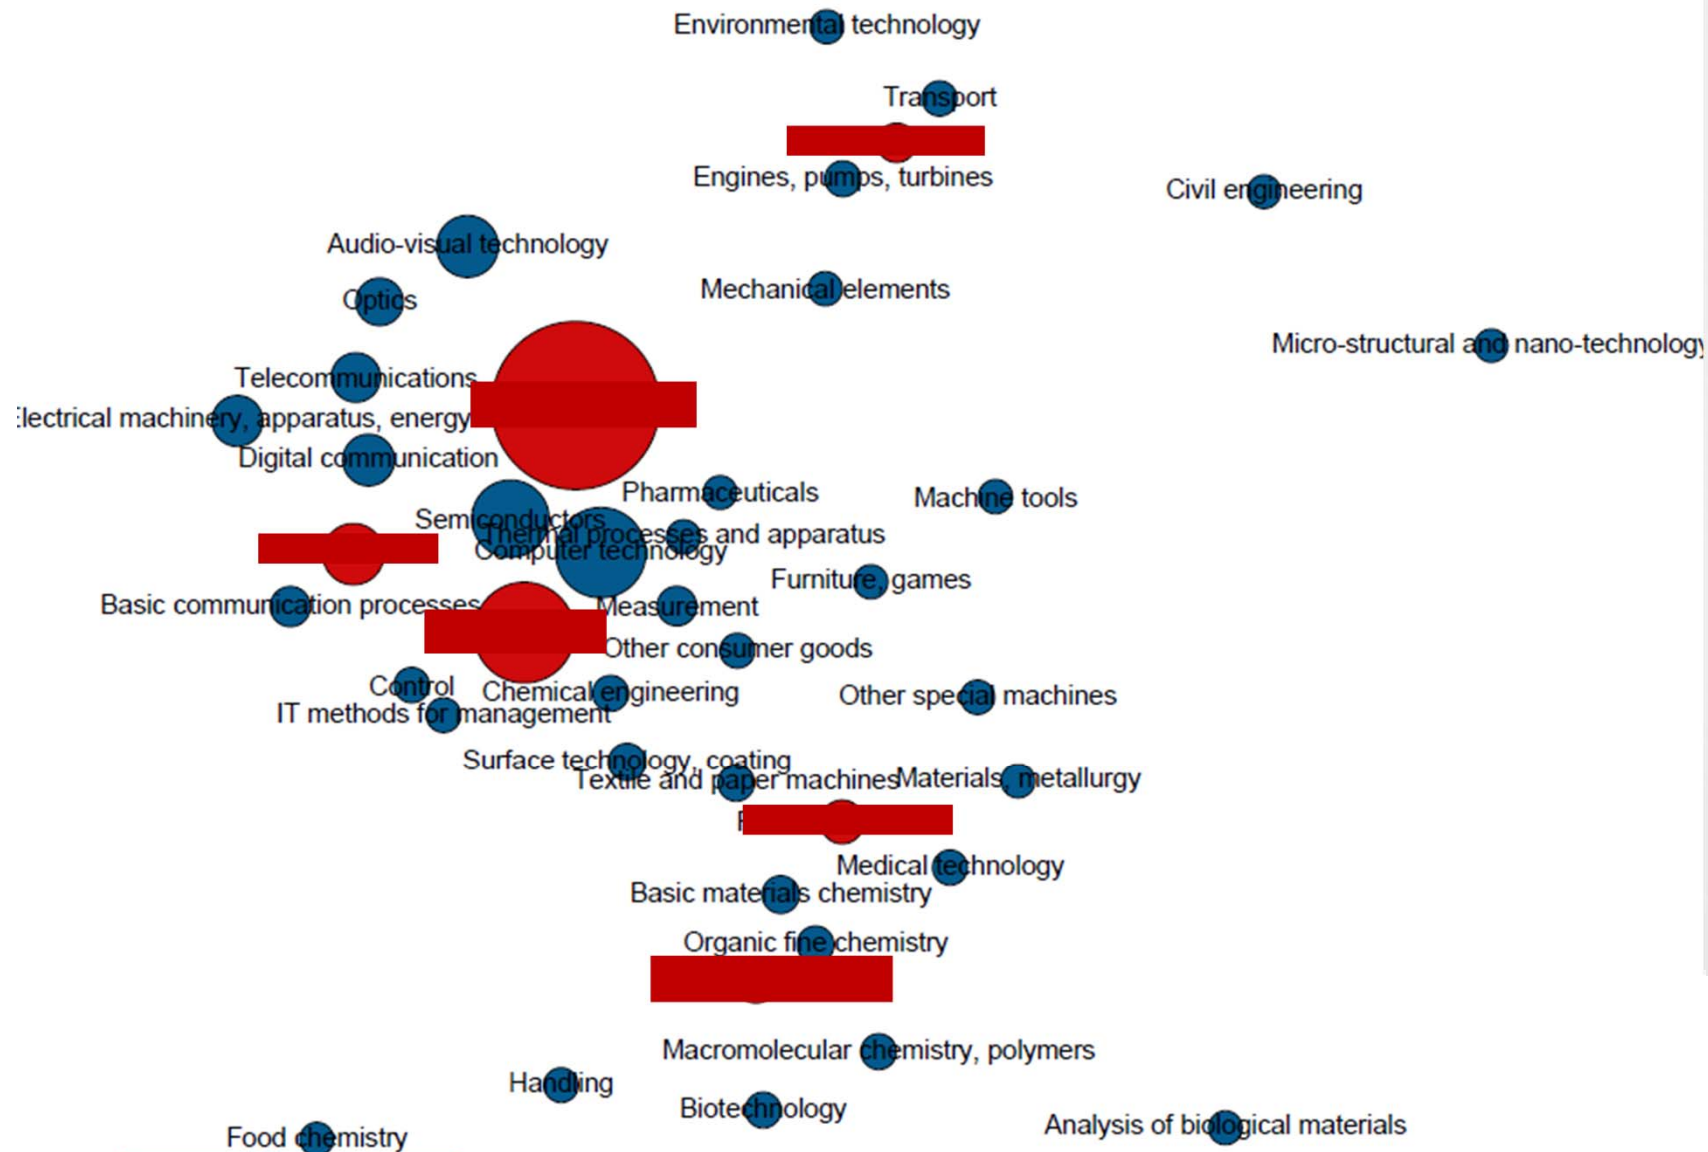 Environmental technology
Transport
Engines, pumps, turbines
Civil engineering
Audio-visual technology
Mechanical elements
Optics
Micro-structural and nano-technology
Telecommunications
lectrical machinery, apparatus, energy
Digital communication
Pharmaceuticals
Machine tools
Semiconductors
Thermal processes and apparatus
Computer technology
Furniture, games
Basic communication processes
Measurement
Other consumer goods
Control
Chemical engineering
Other special machines
IT methods for management
Surface technology, coating
Textile and paper machines
Materials, metallurgy
Medical technology
Basic materials chemistry
Organic fine chemistry
Macromolecular chemistry, polymers
Handling
Biotechnology
Analysis of biological materials
Food chemistry